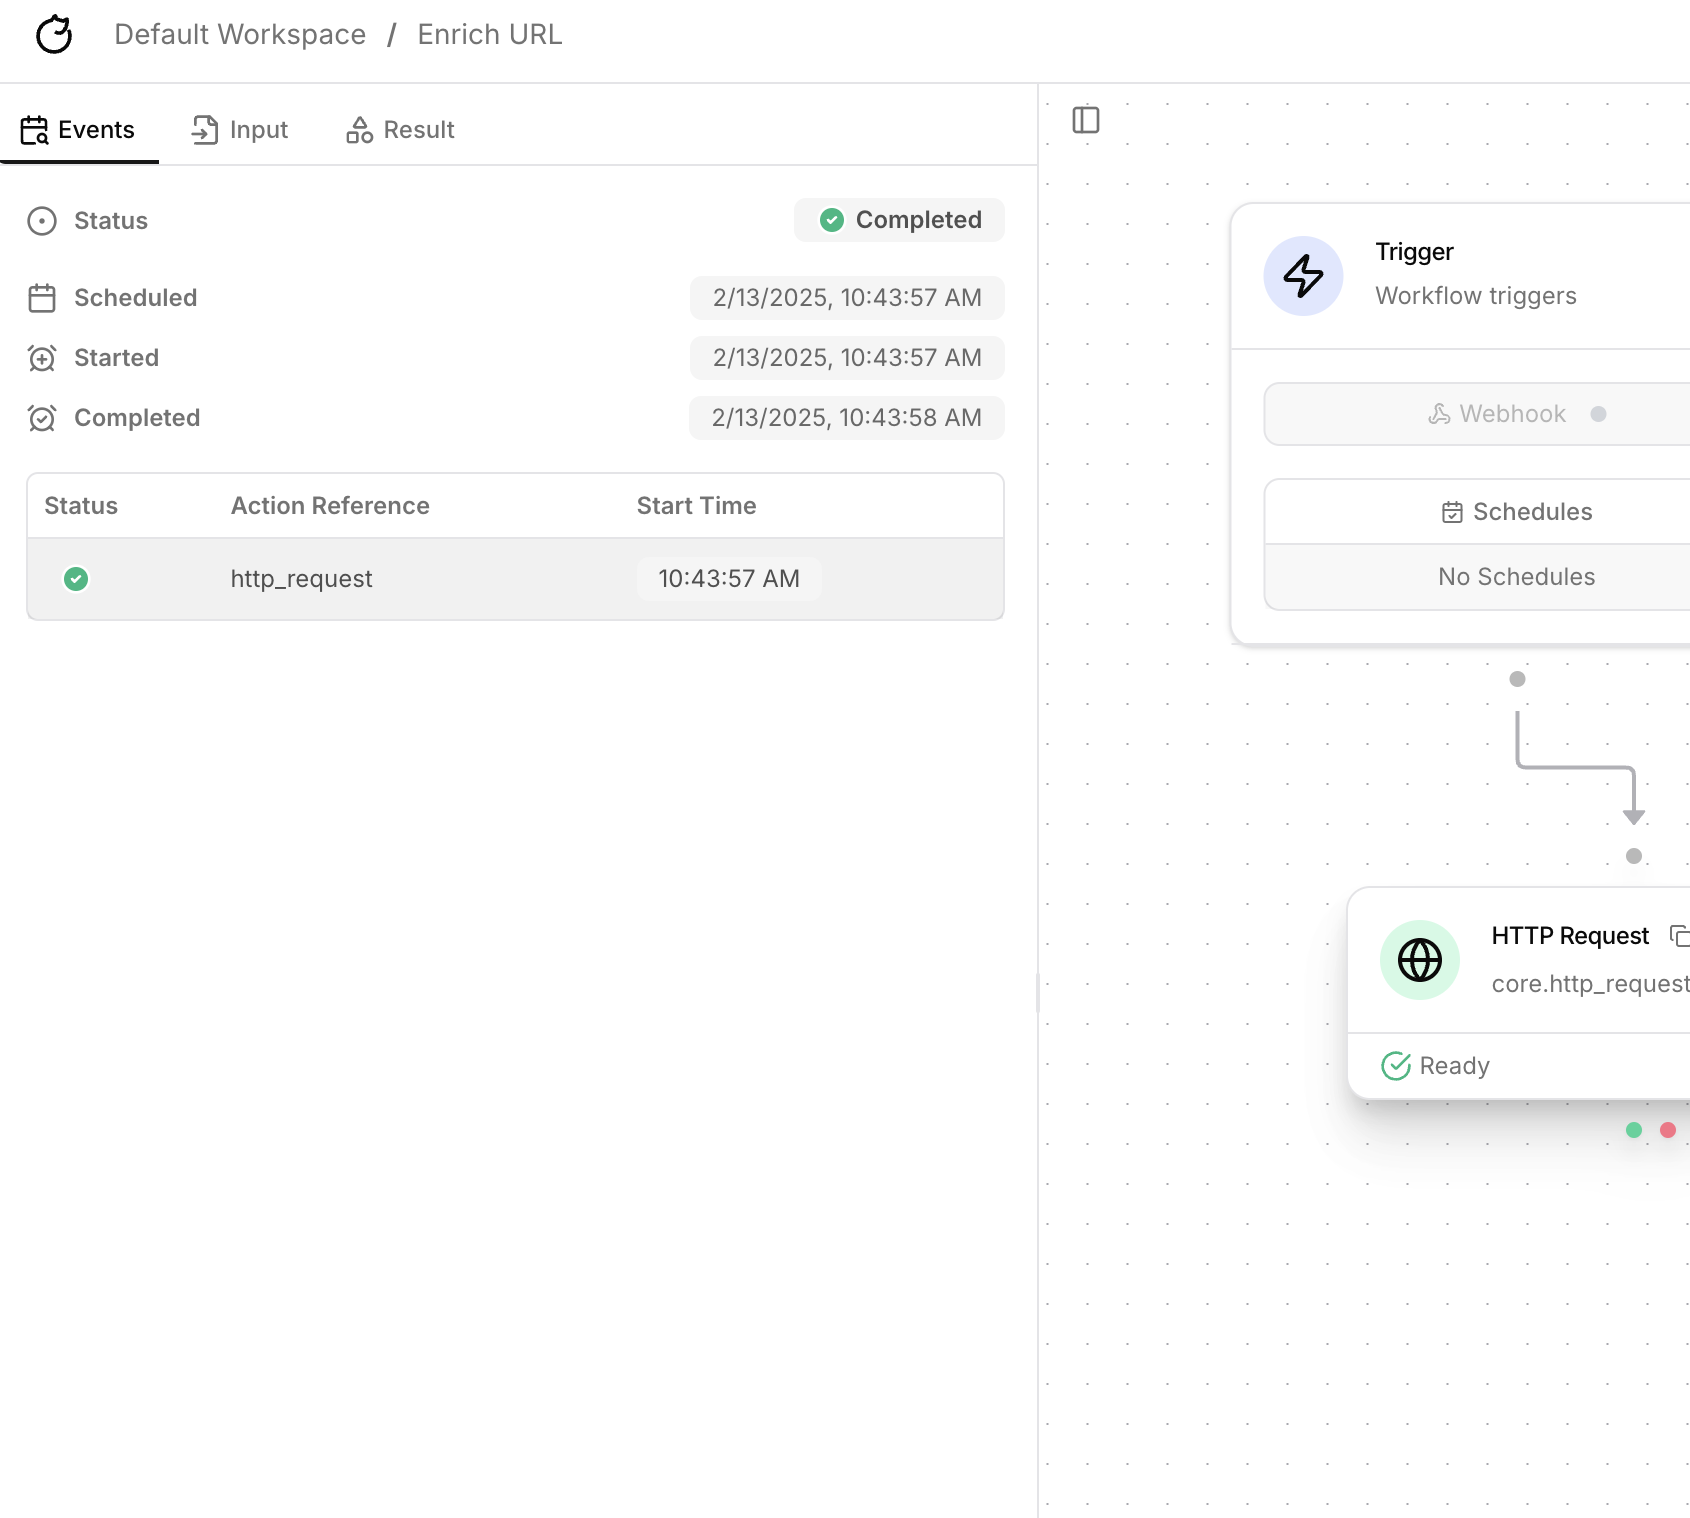 Default Workspace / Enrich URL
Events
Input
Result
Status
Completed
Scheduled
2/13/2025, 10:43:57 AM
Started
2/13/2025, 10:43:57 AM
Completed
2/13/2025, 10:43:58 AM
Status Action Reference Start Time
http_request 10:43:57 AM
Trigger
Workflow triggers
Webhook
Schedules
No Schedules
HTTP Request
core.http_request
Ready